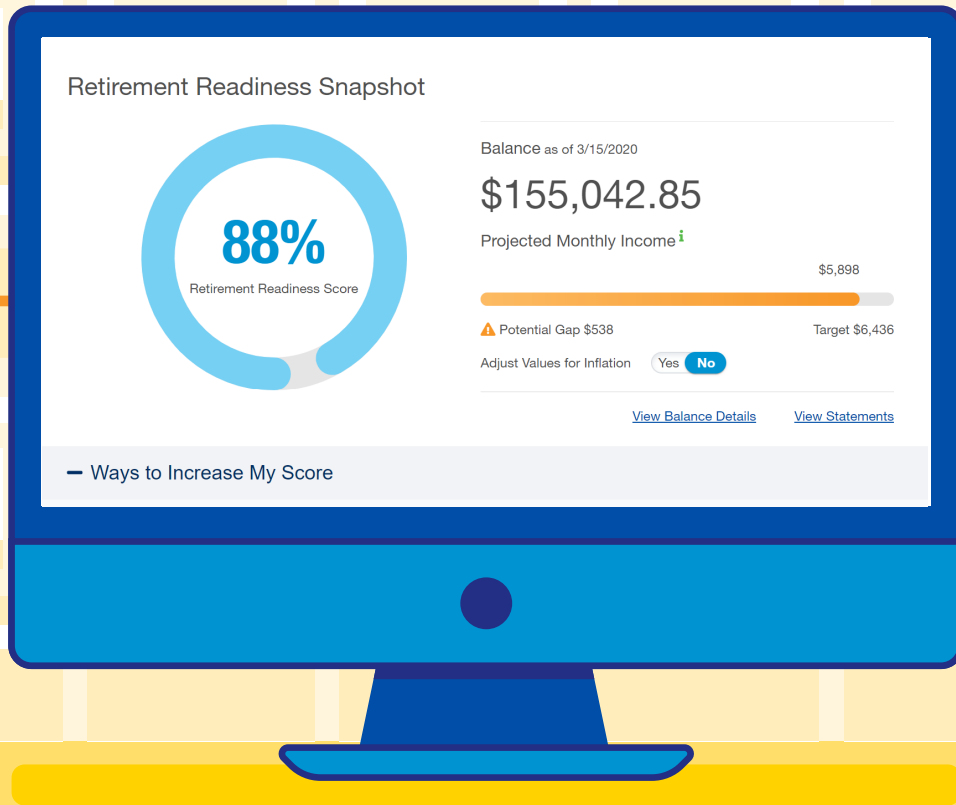 Retirement Readiness Snapshot
88%
Retirement Readiness Score
Balance as of 3/15/2020
$155,042.85
Projected Monthly Income i
$5,898
Potential Gap $538 Target $6,436
Adjust Values for Inflation Yes No
View Balance Details View Statements
Ways to Increase My Score